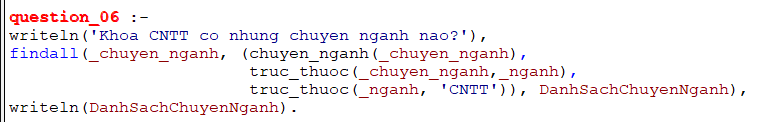 question_06 :-
writeln('Khoa CNTT co nhung chuyen nganh nao?'),
findall(_chuyen_nganh, (chuyen_nganh(_chuyen_nganh),
truc_thuoc(_chuyen_nganh,_nganh),
truc_thuoc(_nganh, 'CNTT')), DanhSachChuyenNganh),
writeln(DanhSachChuyenNganh).